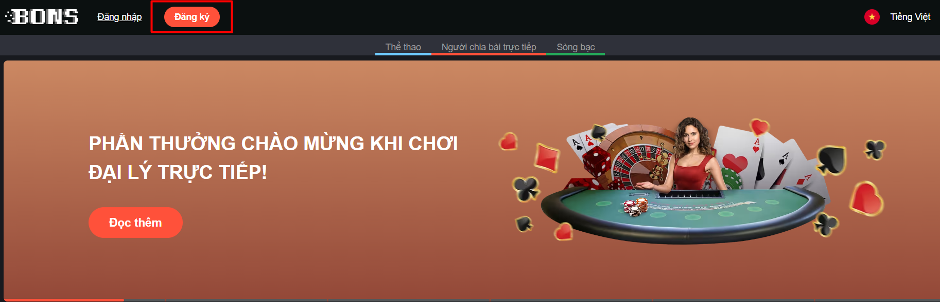 BONS
Đăng nháp
Đăng ký
Tiếng Việt
Thể thao
Người chia bài trực tiếp
Sòng bạc
PHẦN THƯỞNG CHÀO MỪNG KHI CHƠI
ĐẠI LÝ TRỰC TIẾP!
Đọc thêm